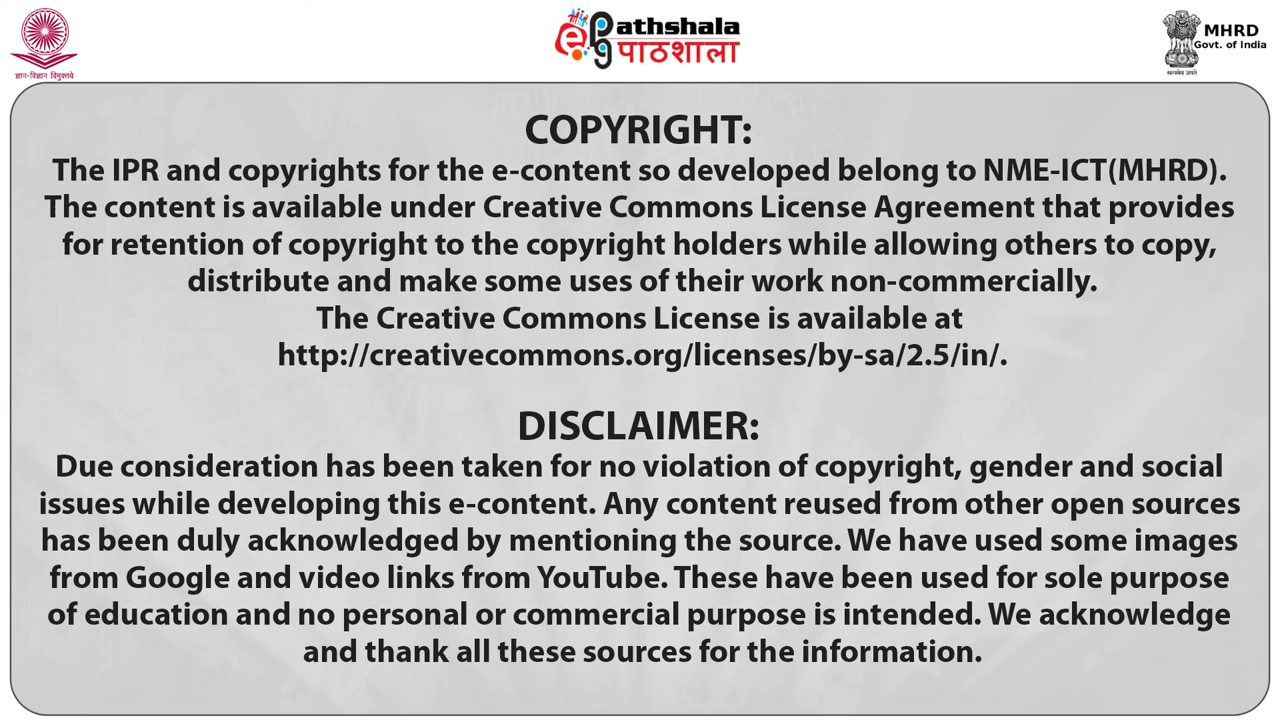 ज्ञान-विज्ञान विमुक्तये
ePG Pathshala
पाठशाला
MHRD
Govt. of India
सत्यमेव जयते
COPYRIGHT:
The IPR and copyrights for the e-content so developed belong to NME-ICT(MHRD).
The content is available under Creative Commons License Agreement that provides
for retention of copyright to the copyright holders while allowing others to copy,
distribute and make some uses of their work non-commercially.
The Creative Commons License is available at
http://creativecommons.org/licenses/by-sa/2.5/in/.
DISCLAIMER:
Due consideration has been taken for no violation of copyright, gender and social
issues while developing this e-content. Any content reused from other open sources
has been duly acknowledged by mentioning the source. We have used some images
from Google and video links from YouTube. These have been used for sole purpose
of education and no personal or commercial purpose is intended. We acknowledge
and thank all these sources for the information.